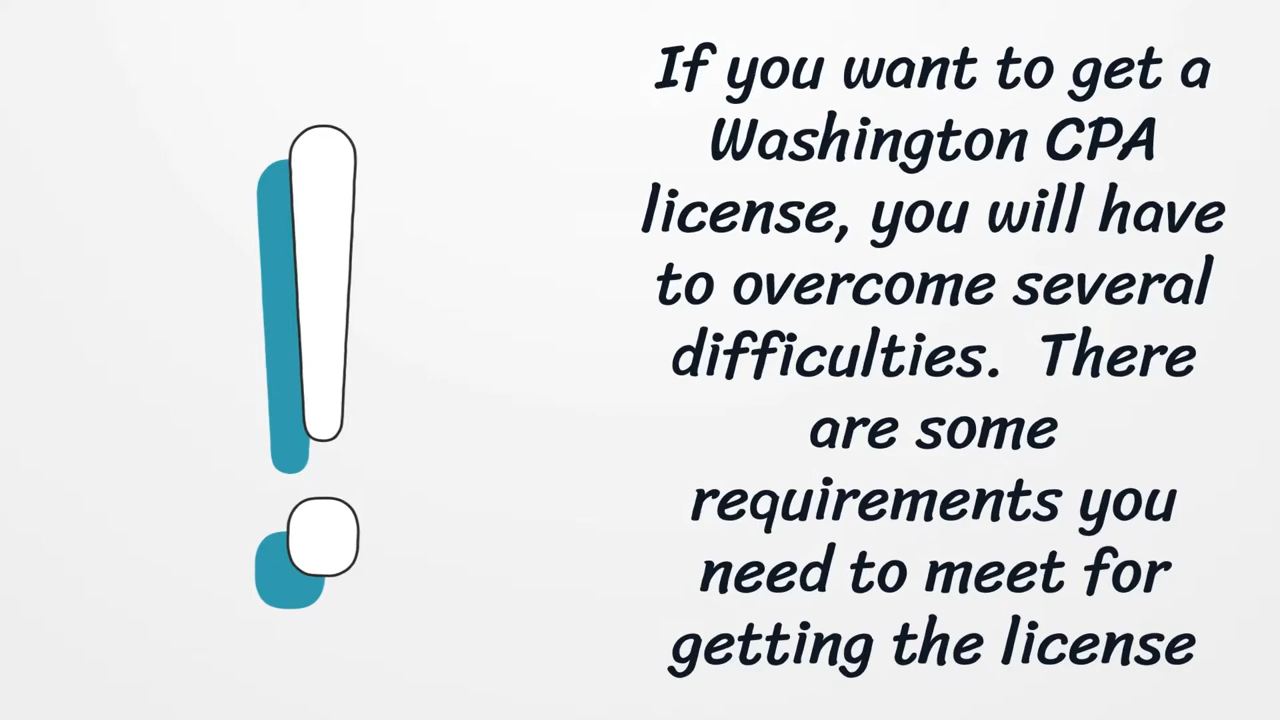 If you want to get a
Washington CPA
license, you will have
to overcome several
difficulties.  There
are some
requirements you
need to meet for
getting the license